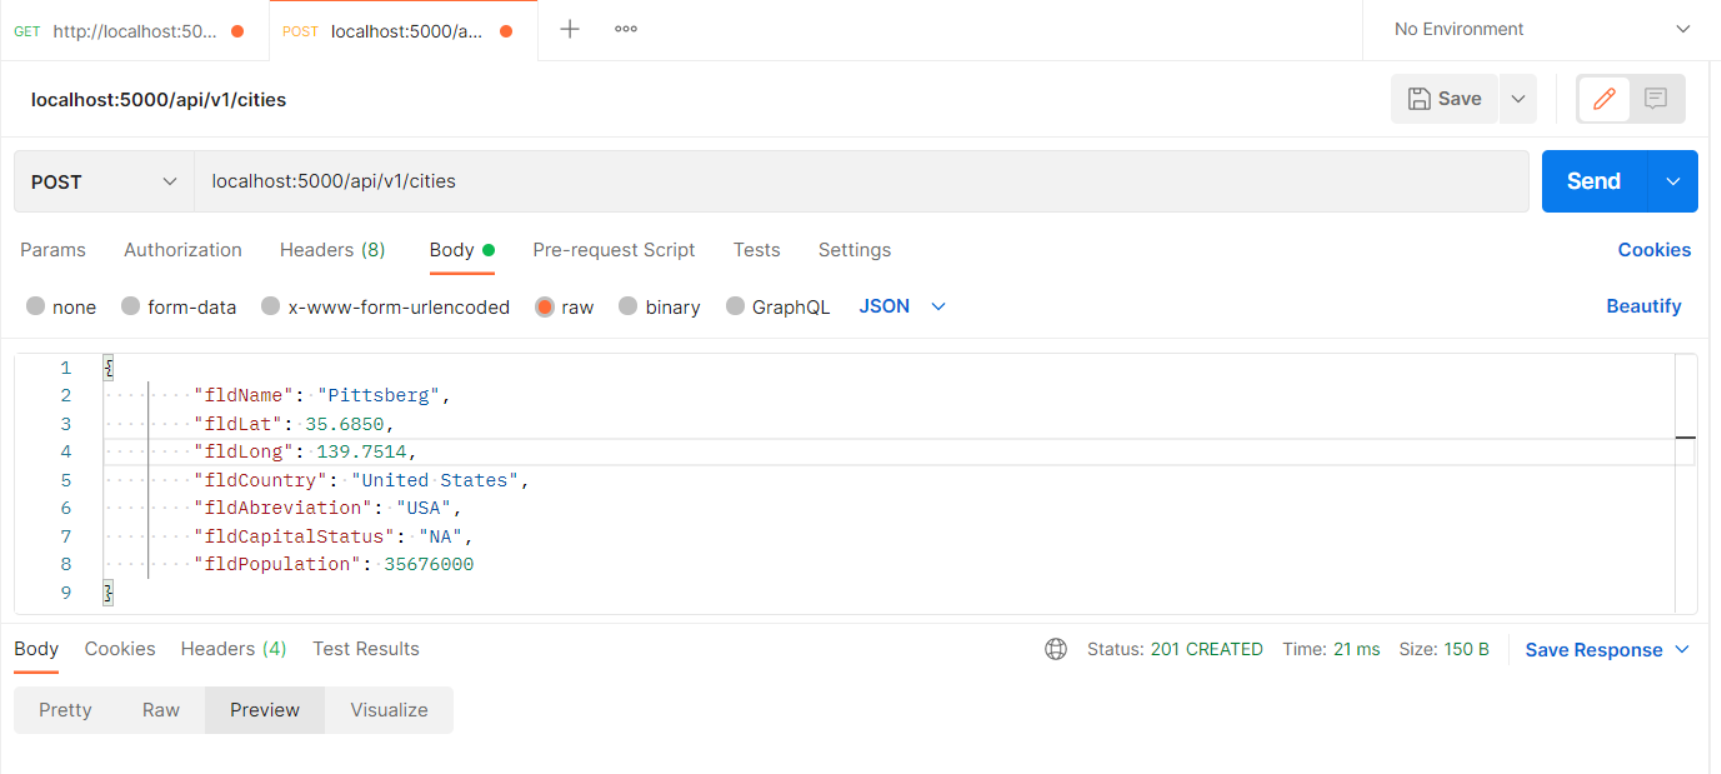 GET http://localhost:50... POST localhost:5000/a... No Environment
localhost:5000/api/v1/cities Save
POST localhost:5000/api/v1/cities Send
Params Authorization Headers (8) Body Pre-request Script Tests Settings Cookies
none form-data x-www-form-urlencoded raw binary GraphQL JSON Beautify
1 {
2 "fldName": "Pittsberg",
3 "fldLat": 35.6850,
4 "fldLong": 139.7514,
5 "fldCountry": "United States",
6 "fldAbreviation": "USA",
7 "fldCapitalStatus": "NA",
8 "fldPopulation": 35676000
9 }
Body Cookies Headers (4) Test Results Status: 201 CREATED Time: 21 ms Size: 150 B Save Response
Pretty Raw Preview Visualize